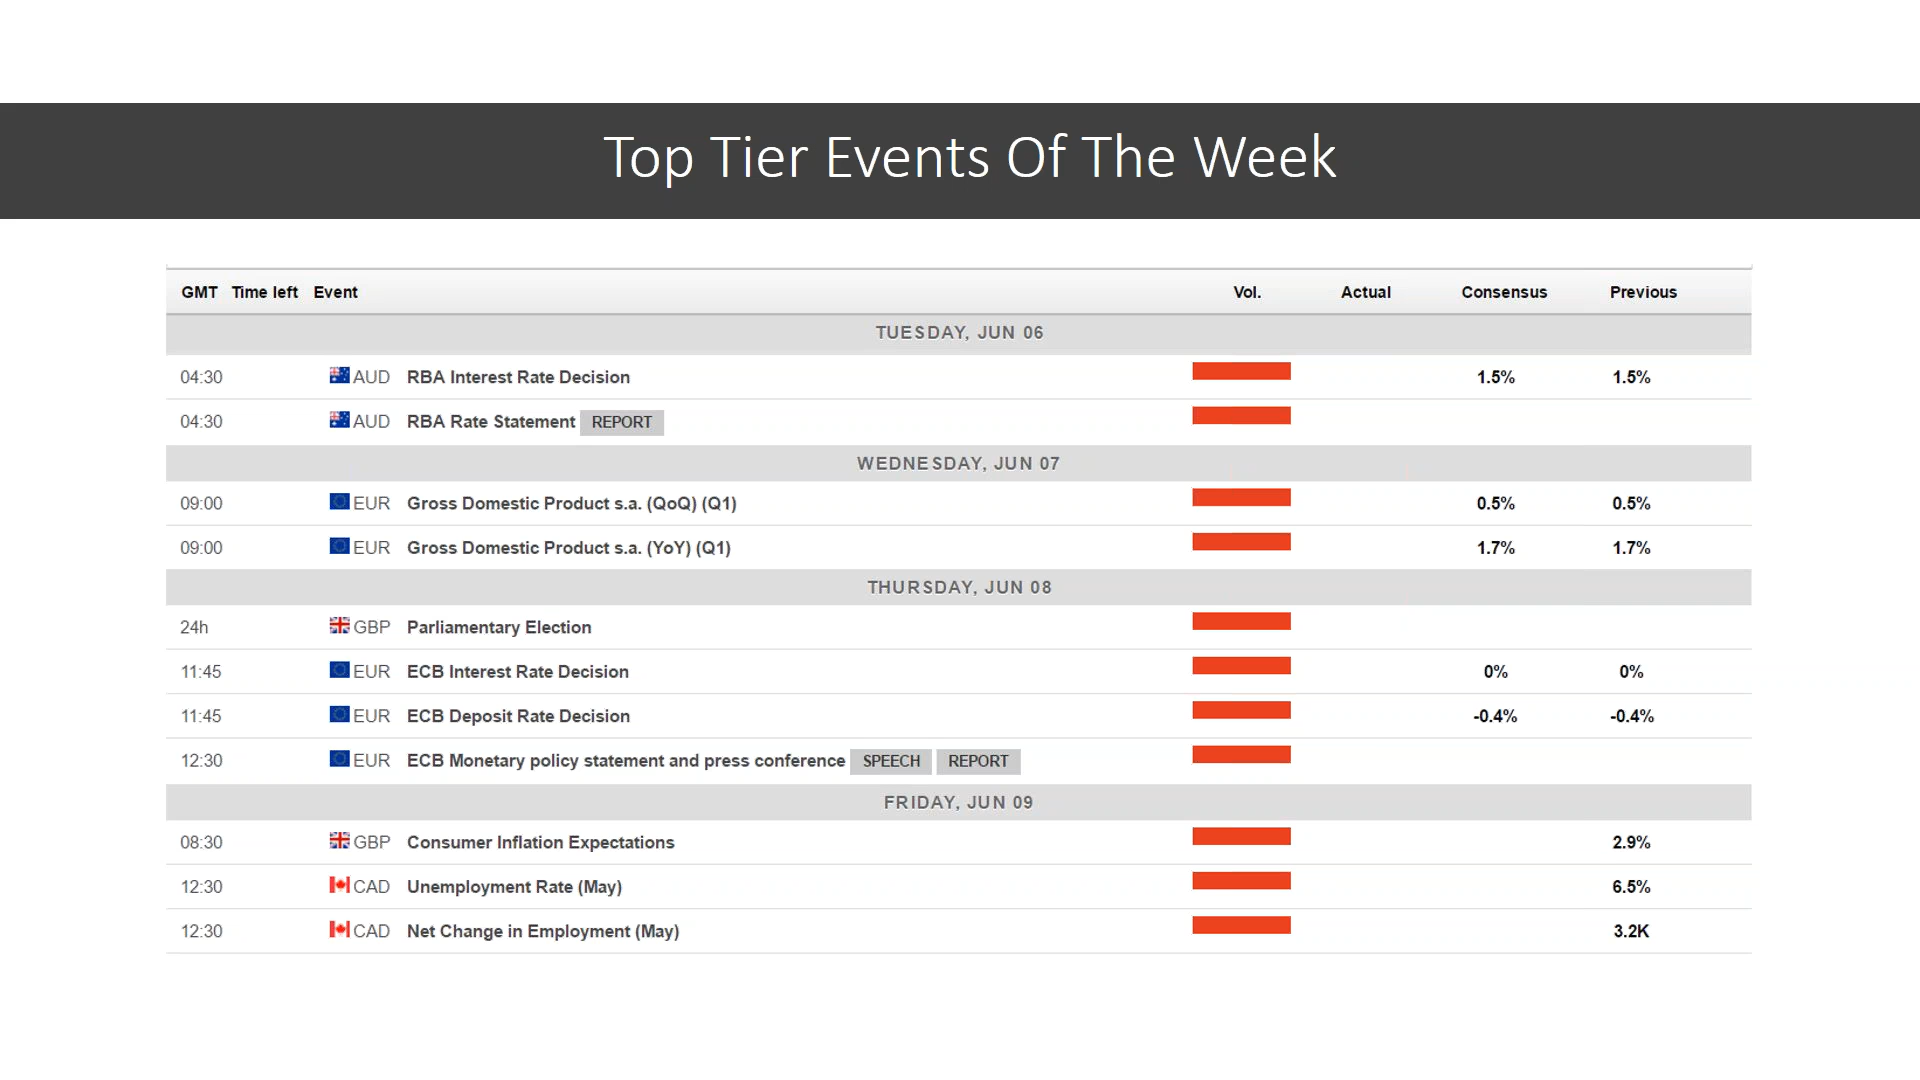 Top Tier Events Of The Week
GMT Time left Event Vol. Actual Consensus Previous
TUESDAY, JUN 06
04:30 AUD RBA Interest Rate Decision 1.5% 1.5%
04:30 AUD RBA Rate Statement REPORT
WEDNESDAY, JUN 07
09:00 EUR Gross Domestic Product s.a. (QoQ) (Q1) 0.5% 0.5%
09:00 EUR Gross Domestic Product s.a. (YoY) (Q1) 1.7% 1.7%
THURSDAY, JUN 08
24h GBP Parliamentary Election
11:45 EUR ECB Interest Rate Decision 0% 0%
11:45 EUR ECB Deposit Rate Decision -0.4% -0.4%
12:30 EUR ECB Monetary policy statement and press conference SPEECH REPORT
FRIDAY, JUN 09
08:30 GBP Consumer Inflation Expectations 2.9%
12:30 CAD Unemployment Rate (May) 6.5%
12:30 CAD Net Change in Employment (May) 3.2K